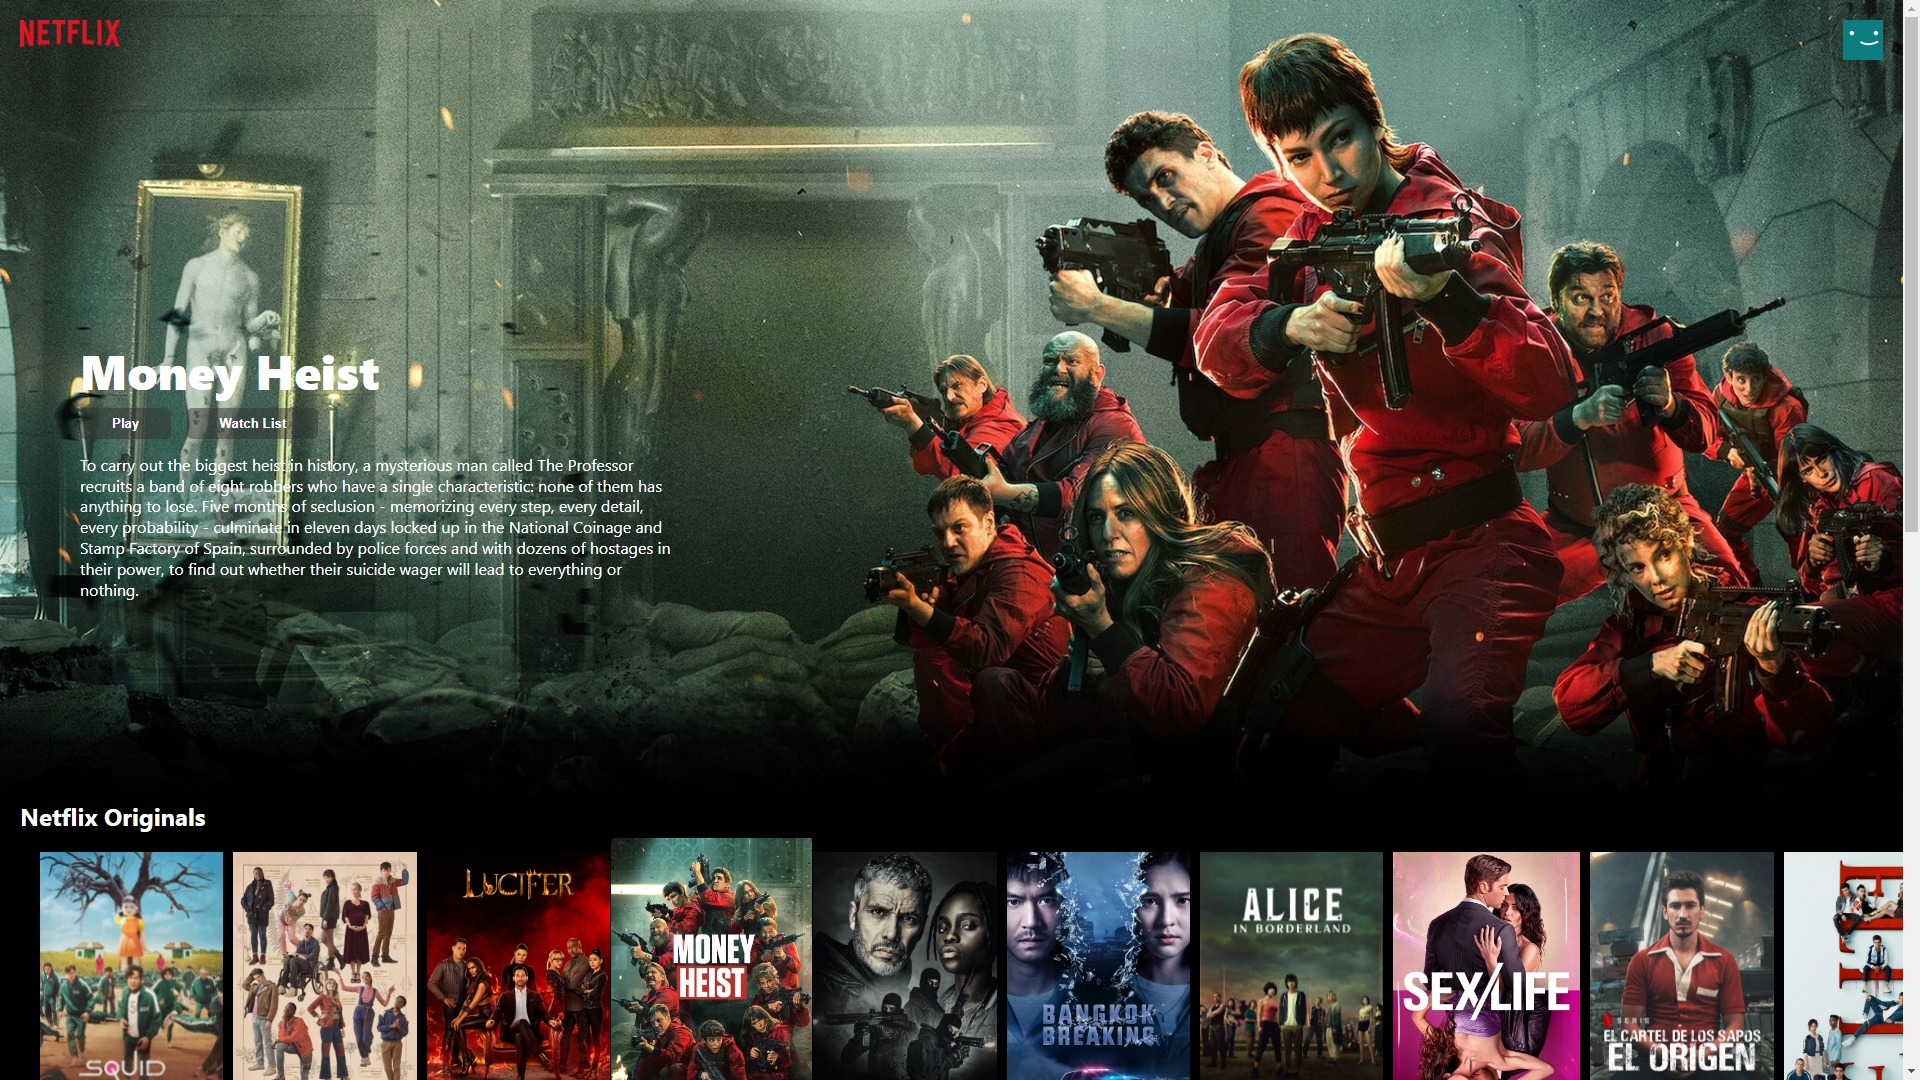 NETFLIX
Money Heist
Play
Watch List
To carry out the biggest heist in history, a mysterious man called The Professor
recruits a band of eight robbers who have a single characteristic: none of them has
anything to lose. Five months of seclusion - memorizing every step, every detail,
every probability - culminate in eleven days locked up in the National Coinage and
Stamp Factory of Spain, surrounded by police forces and with dozens of hostages in
their power, to find out whether their suicide wager will lead to everything or
nothing.
Netflix Originals
SQUID
LUCIFER
MONEY
HEIST
BANGKOK
BREAKING
ALICE
IN BORDERLAND
SEX/LIFE
SERIE
EL CARTEL DE LOS SAPOS
EL ORIGEN